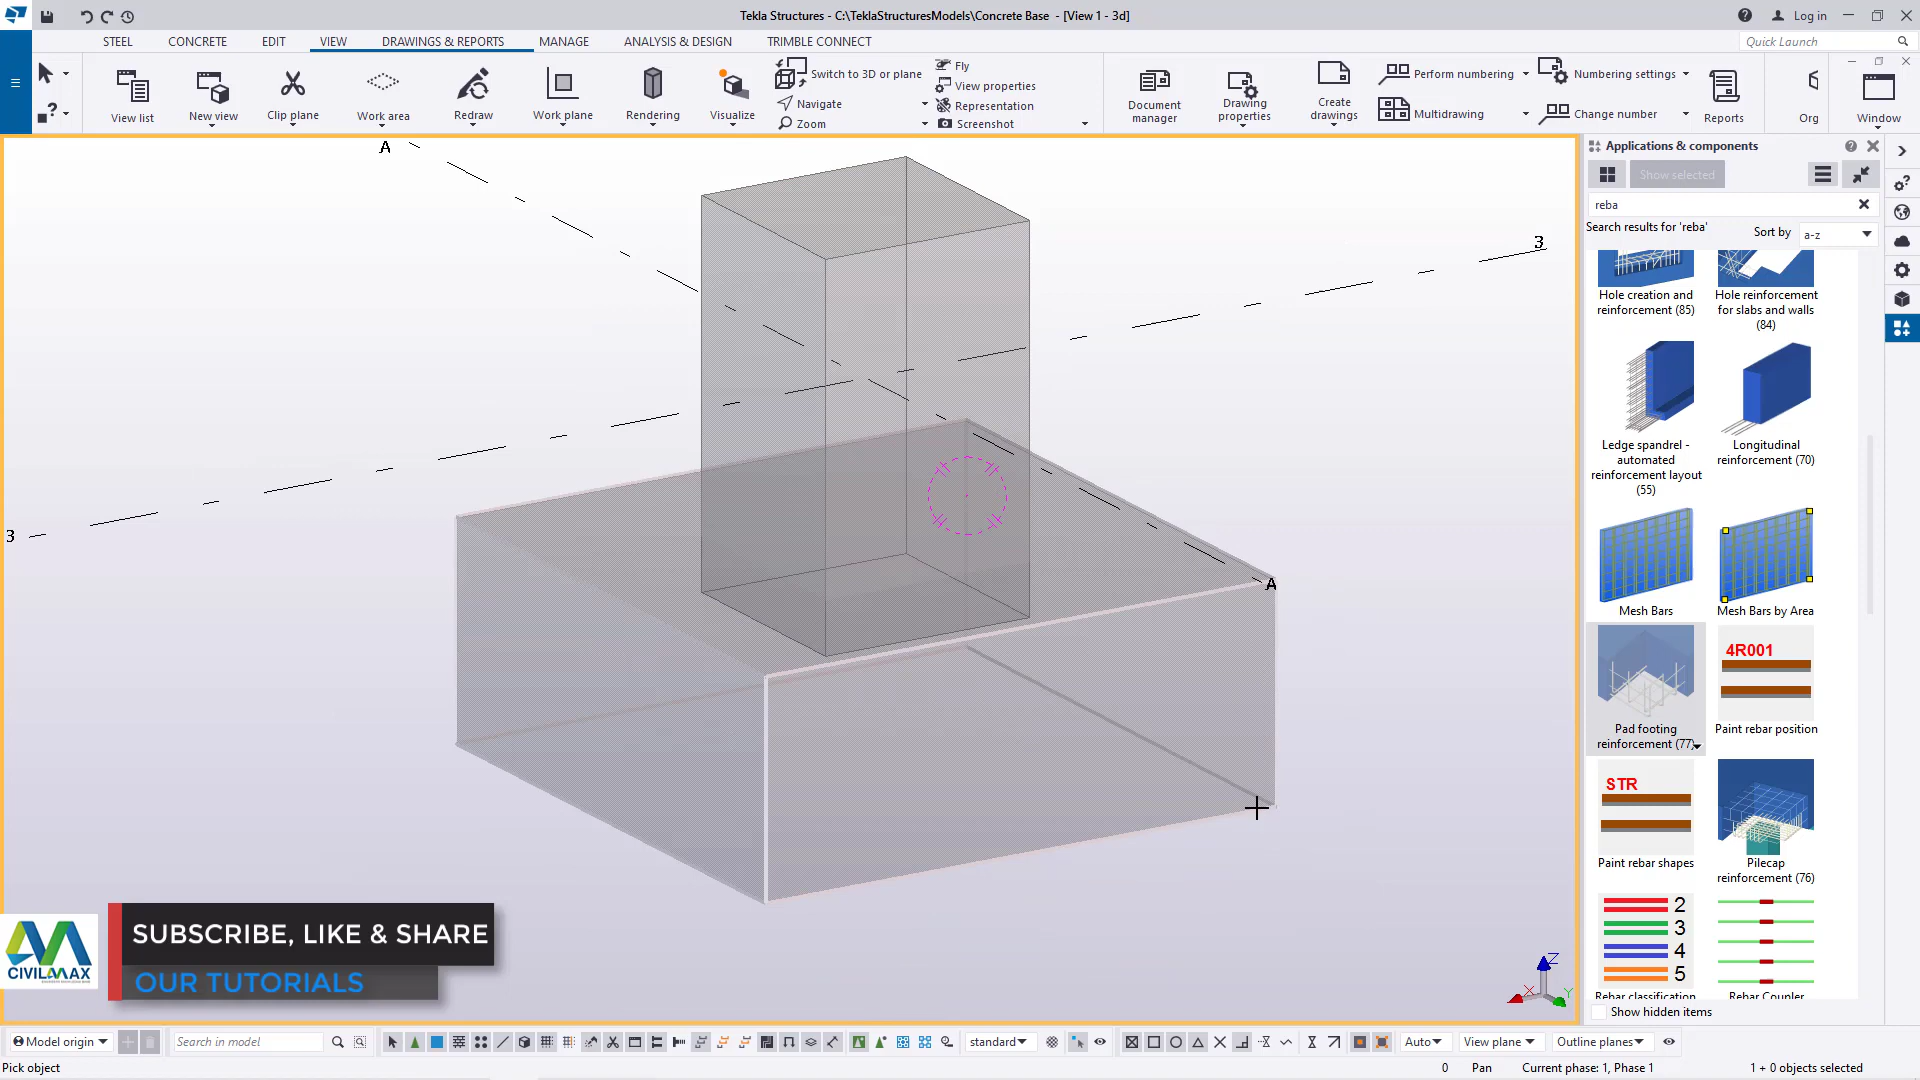 Tekla Structures - C:\TeklaStructuresModels\Concrete Base - [View 1 - 3d]
Log in
STEEL
CONCRETE
EDIT
VIEW
DRAWINGS & REPORTS
MANAGE
ANALYSIS & DESIGN
TRIMBLE CONNECT
Quick Launch
View list
New view
Clip plane
Work area
Redraw
Work plane
Rendering
Visualize
Switch to 3D or plane
Navigate
Zoom
Fly
View properties
Representation
Screenshot
Document manager
Drawing properties
Create drawings
Perform numbering
Multidrawing
Numbering settings
Change number
Reports
Org
Window
Applications & components
Show selected
reba
Search results for 'reba'
Sort by
a-z
Hole creation and reinforcement (85)
Hole reinforcement for slabs and walls (84)
Ledge spandrel - automated reinforcement layout (55)
Longitudinal reinforcement (70)
Mesh Bars
Mesh Bars by Area
Pad footing reinforcement (77)
4R001
Paint rebar position
STR
Paint rebar shapes
Pilecap reinforcement (76)
2
3
4
5
Rebar classification
Rebar Coupler
Show hidden items
A
3
3
A
Z
X
Y
SUBSCRIBE, LIKE & SHARE
OUR TUTORIALS
CIVILMAX
Model origin
Search in model
standard
Auto
View plane
Outline planes
Pick object
0
Pan
Current phase: 1, Phase 1
1 + 0 objects selected